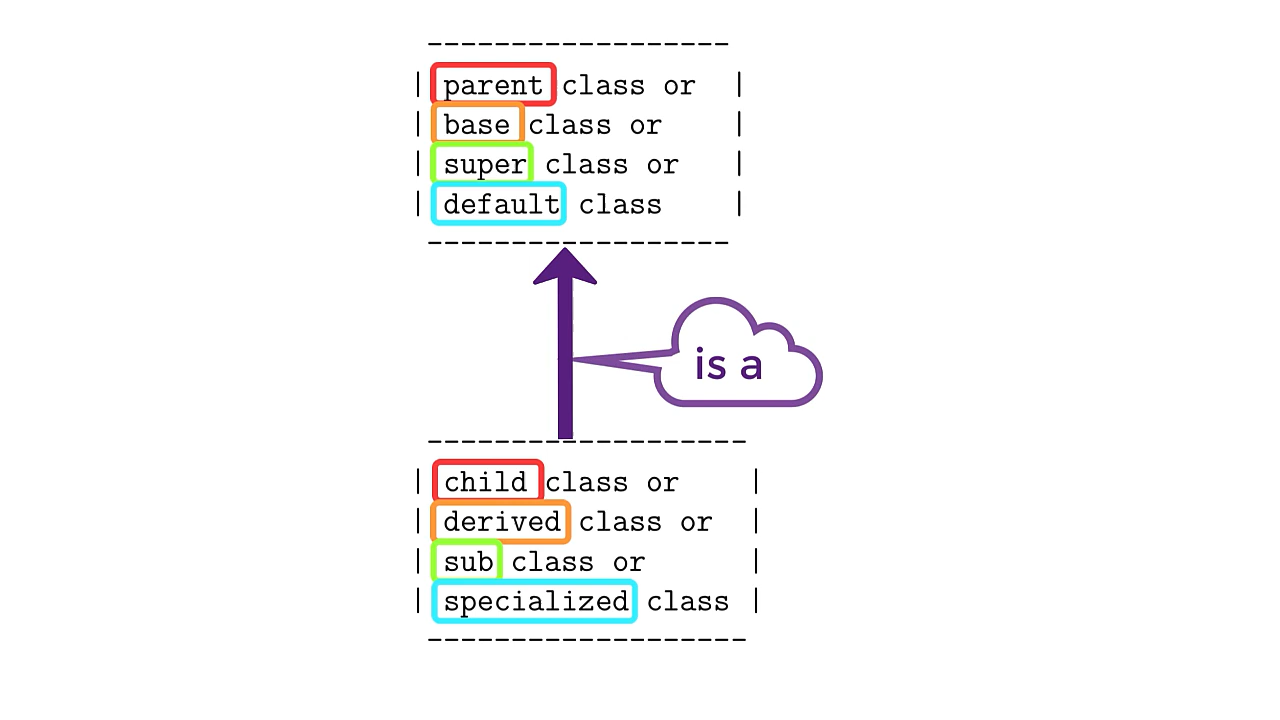 ------------------
| parent class or |
| base class or |
| super class or |
| default class |
------------------
is a
-------------------
| child class or |
| derived class or |
| sub class or |
| specialized class |
-------------------